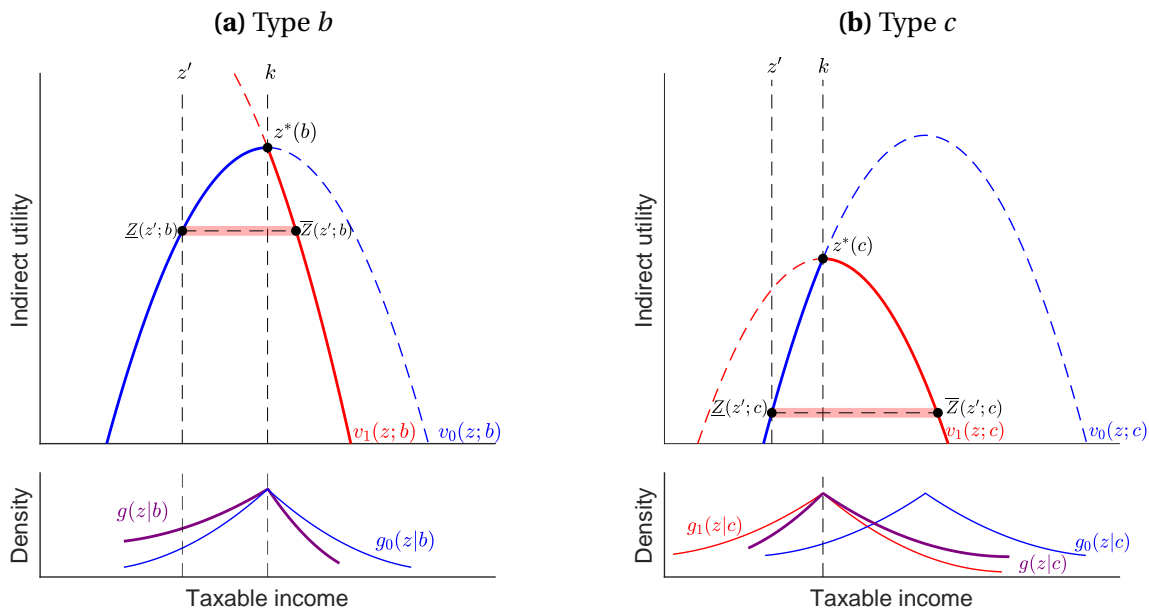 (a) Type b
z′
k
z*(b)
Z̲(z′; b)
Z̅(z′; b)
v₁(z; b)
v₀(z; b)
Indirect utility
g(z|b)
g₀(z|b)
Density
Taxable income
(b) Type c
z′
k
z*(c)
Z̲(z′; c)
Z̅(z′; c)
v₁(z; c)
v₀(z; c)
Indirect utility
g₁(z|c)
g₀(z|c)
g(z|c)
Density
Taxable income